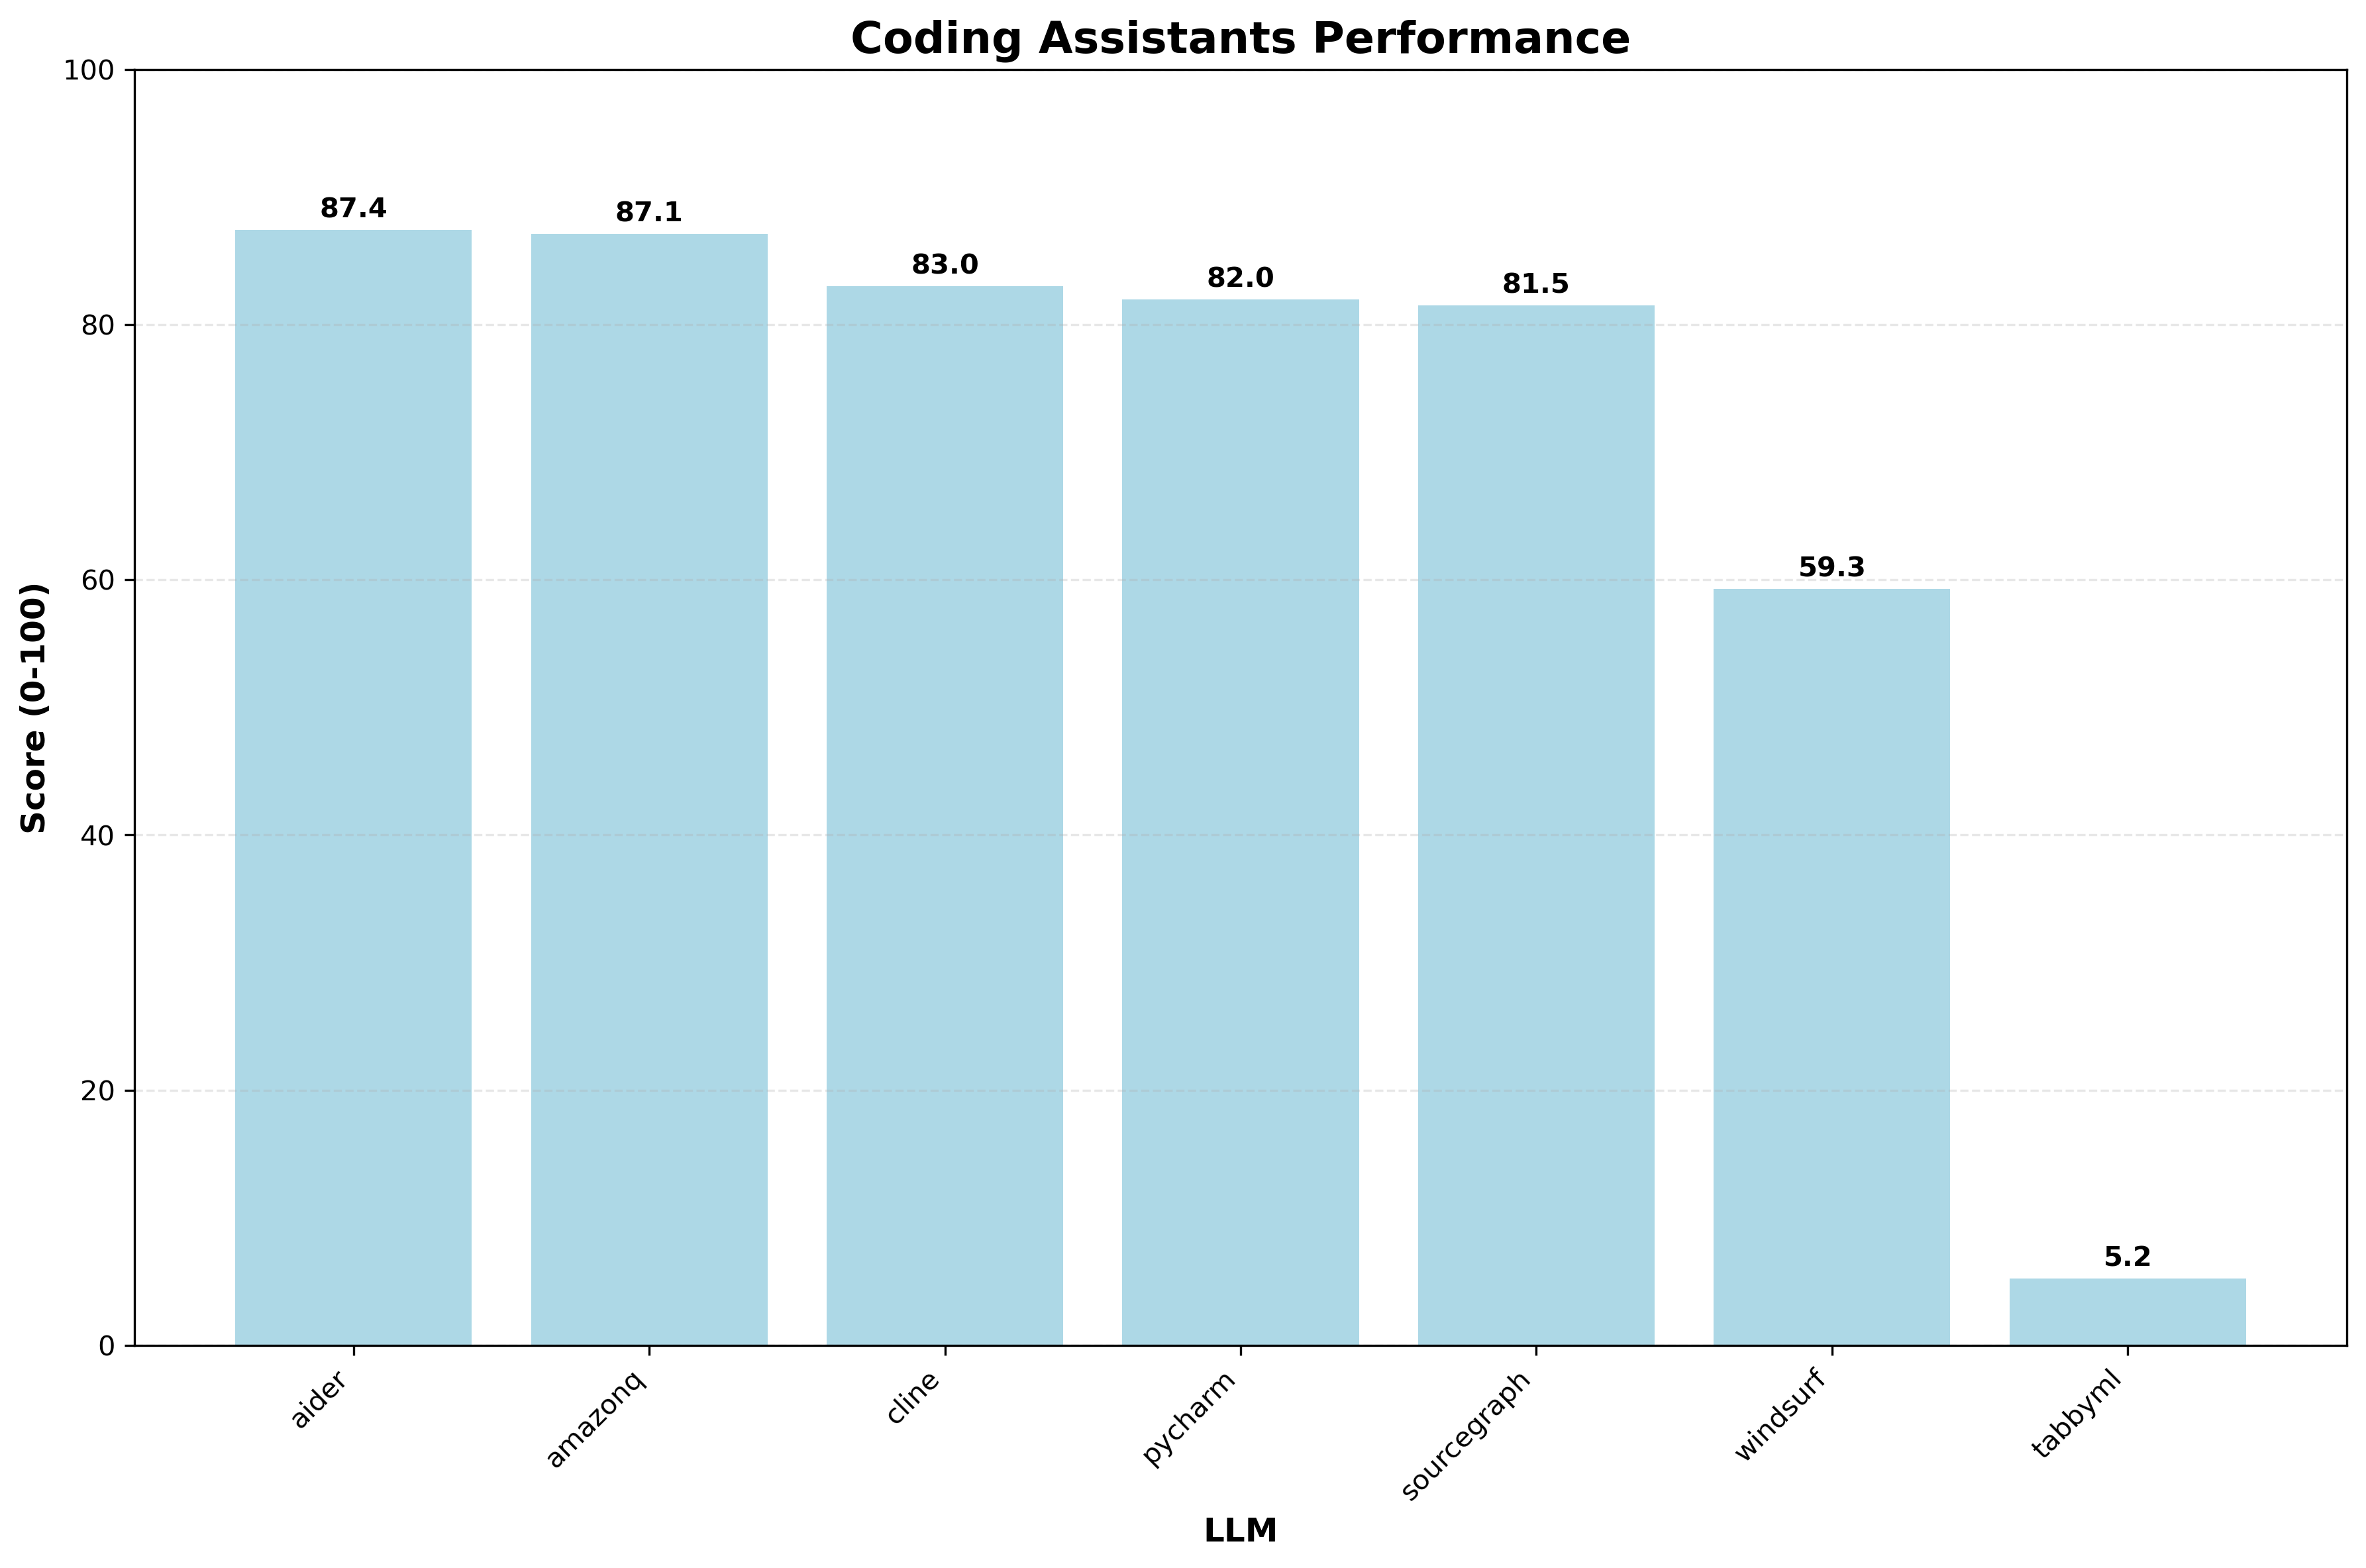 Coding Assistants Performance
100
80
60
40
20
0
Score (0-100)
87.4
87.1
83.0
82.0
81.5
59.3
5.2
aider
amazonq
cline
pycharm
sourcegraph
windsurf
tabbyml
LLM